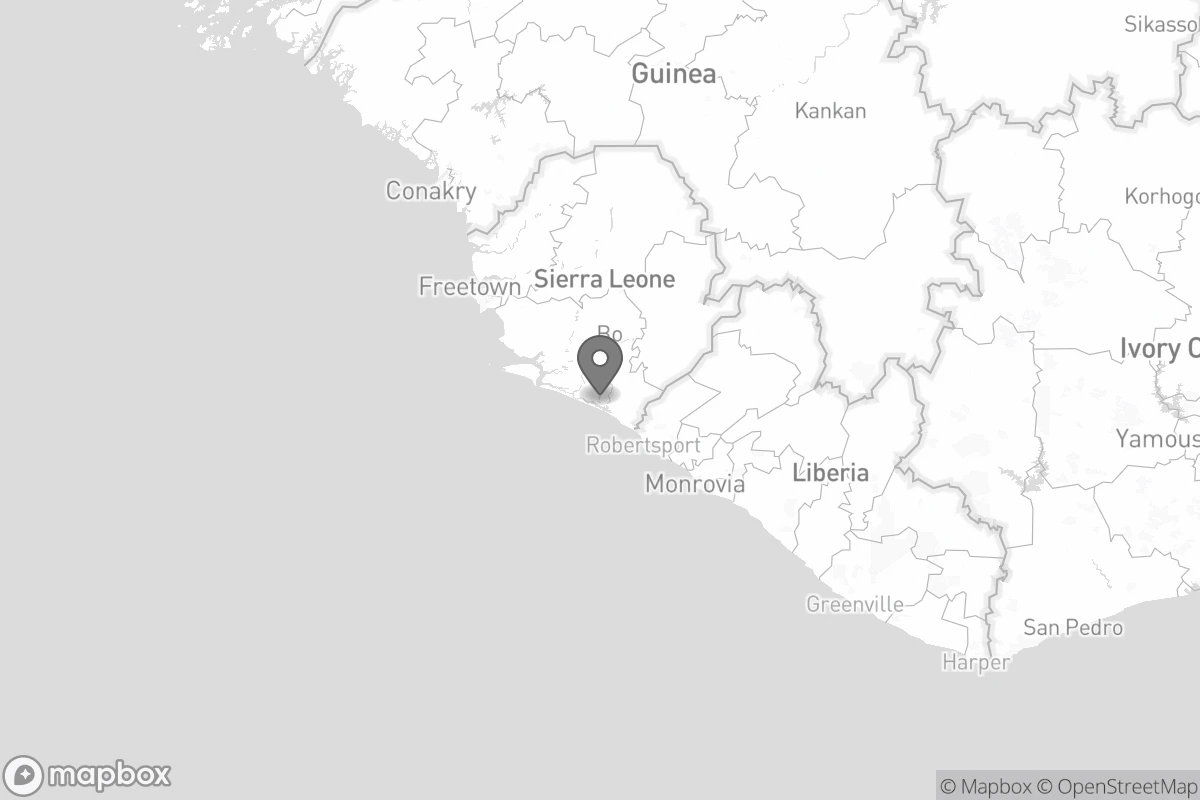 Sikasso
Guinea
Kankan
Conakry
Korhogo
Freetown
Sierra Leone
Bo
Ivory C
Yamous
Robertsport
Monrovia
Liberia
Greenville
San Pedro
Harper
mapbox
© Mapbox © OpenStreetMap